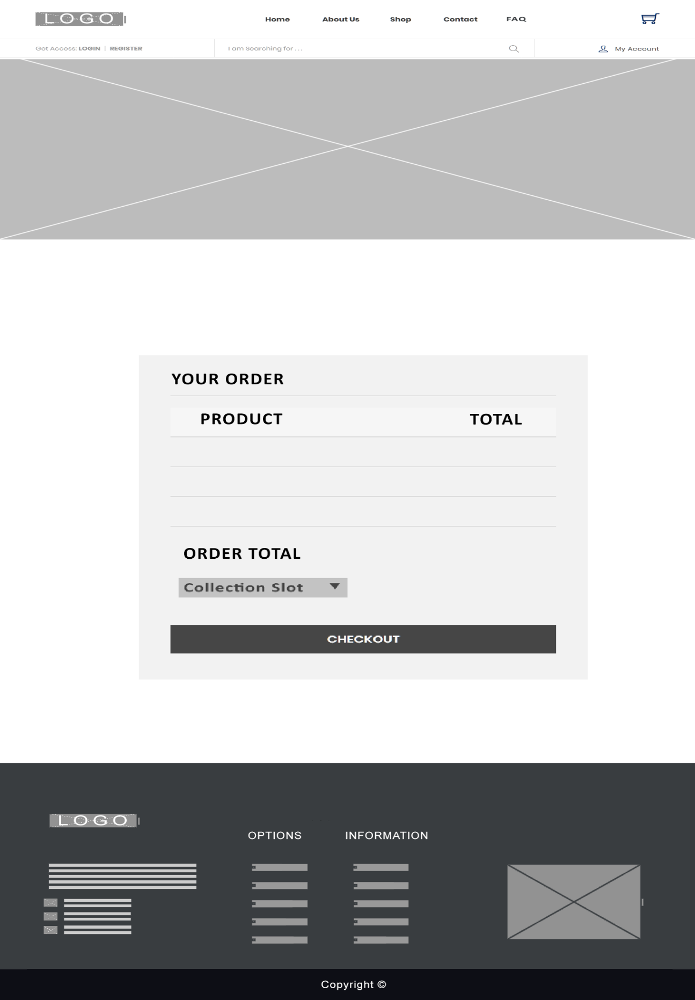 LOGO
Home About Us Shop Contact FAQ
Get Access: LOGIN | REGISTER
I am Searching for . . .
My Account
YOUR ORDER
PRODUCT TOTAL
ORDER TOTAL
Collection Slot
CHECKOUT
LOGO
OPTIONS INFORMATION
Copyright ©